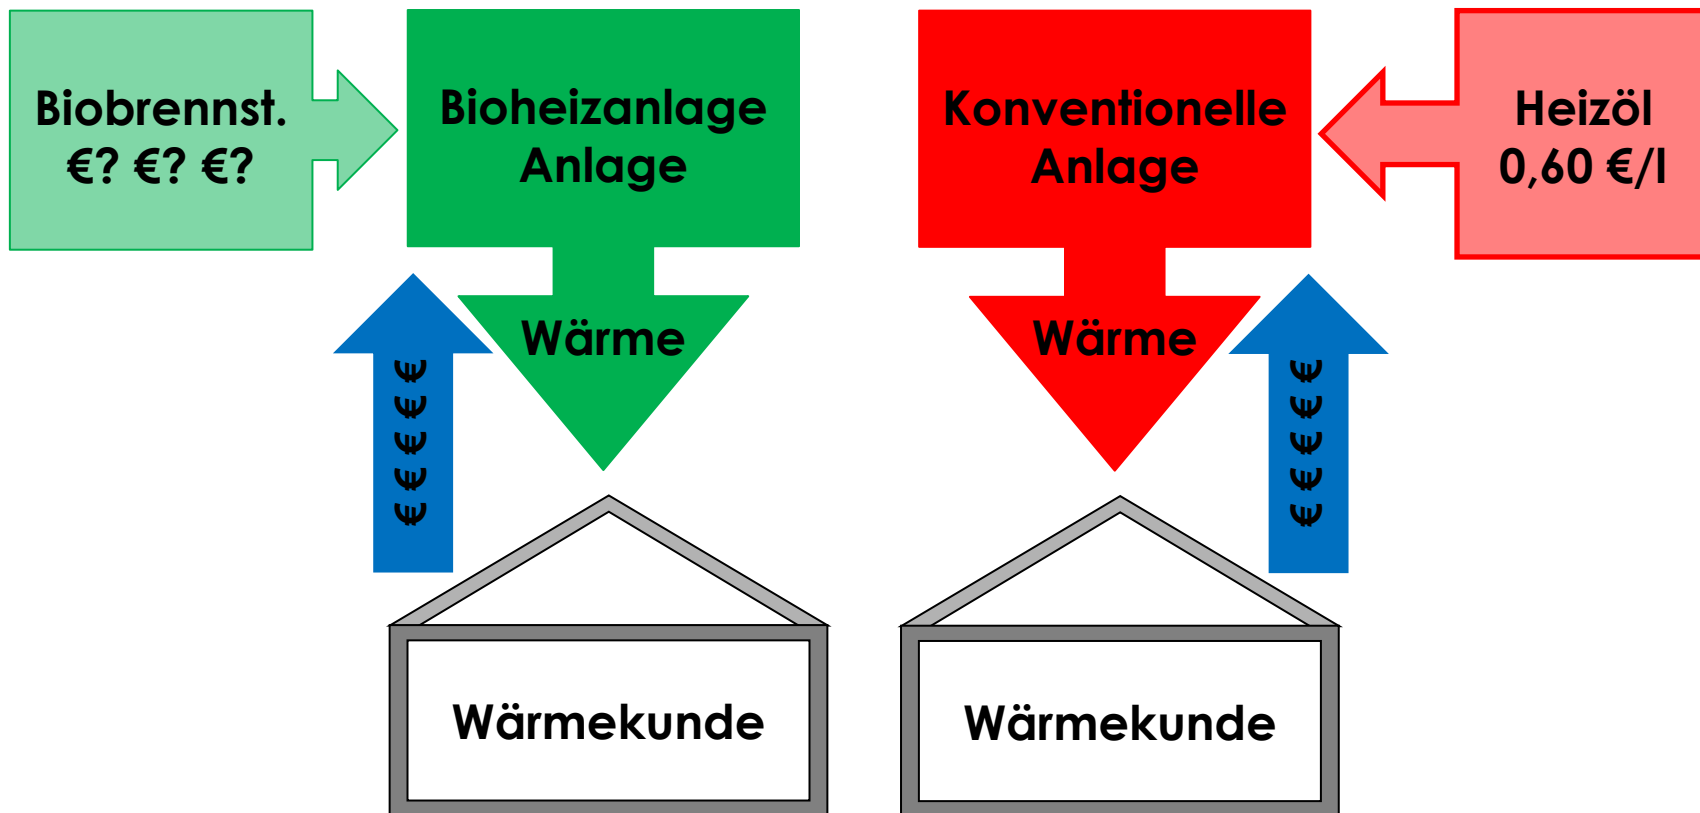 Biobrennst.
€? €? €?
Bioheizanlage
Anlage
Konventionelle
Anlage
Heizöl
0,60 €/l
Wärme
Wärme
€ € € € €
€ € € € €
Wärmekunde
Wärmekunde